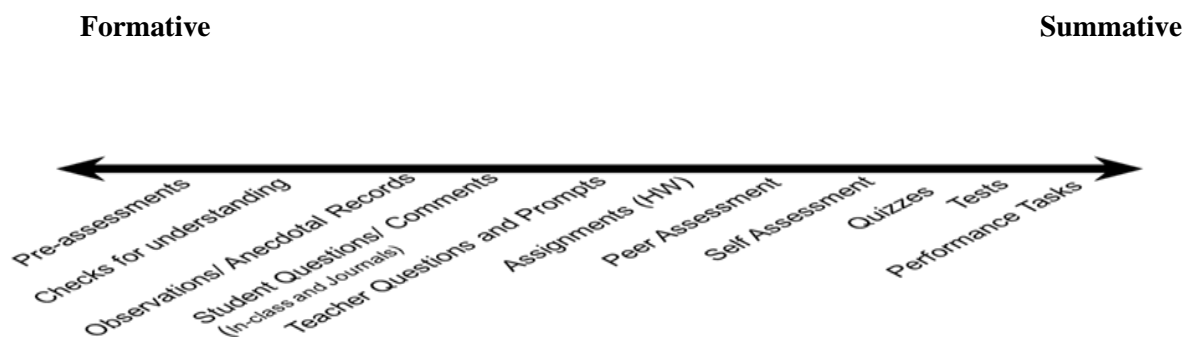 Formative
Summative
Pre-assessments
Checks for understanding
Observations/ Anecdotal Records
Student Questions/ Comments
(In-class and Journals)
Teacher Questions and Prompts
Assignments (HW)
Peer Assessment
Self Assessment
Quizzes
Tests
Performance Tasks